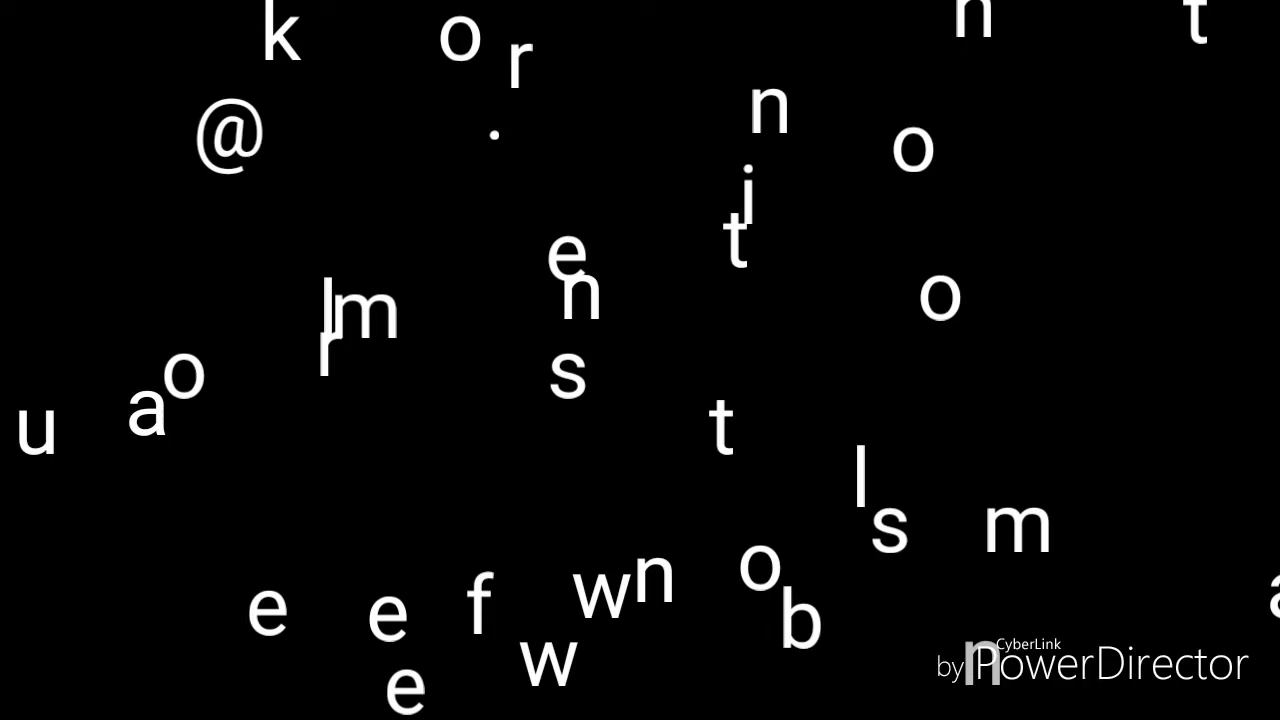 k o r n t
@ . n o
i
e t
n o
l m
r
o s
u a t
l
s m
e e f w n o
b a
e w n
CyberLink
by PowerDirector